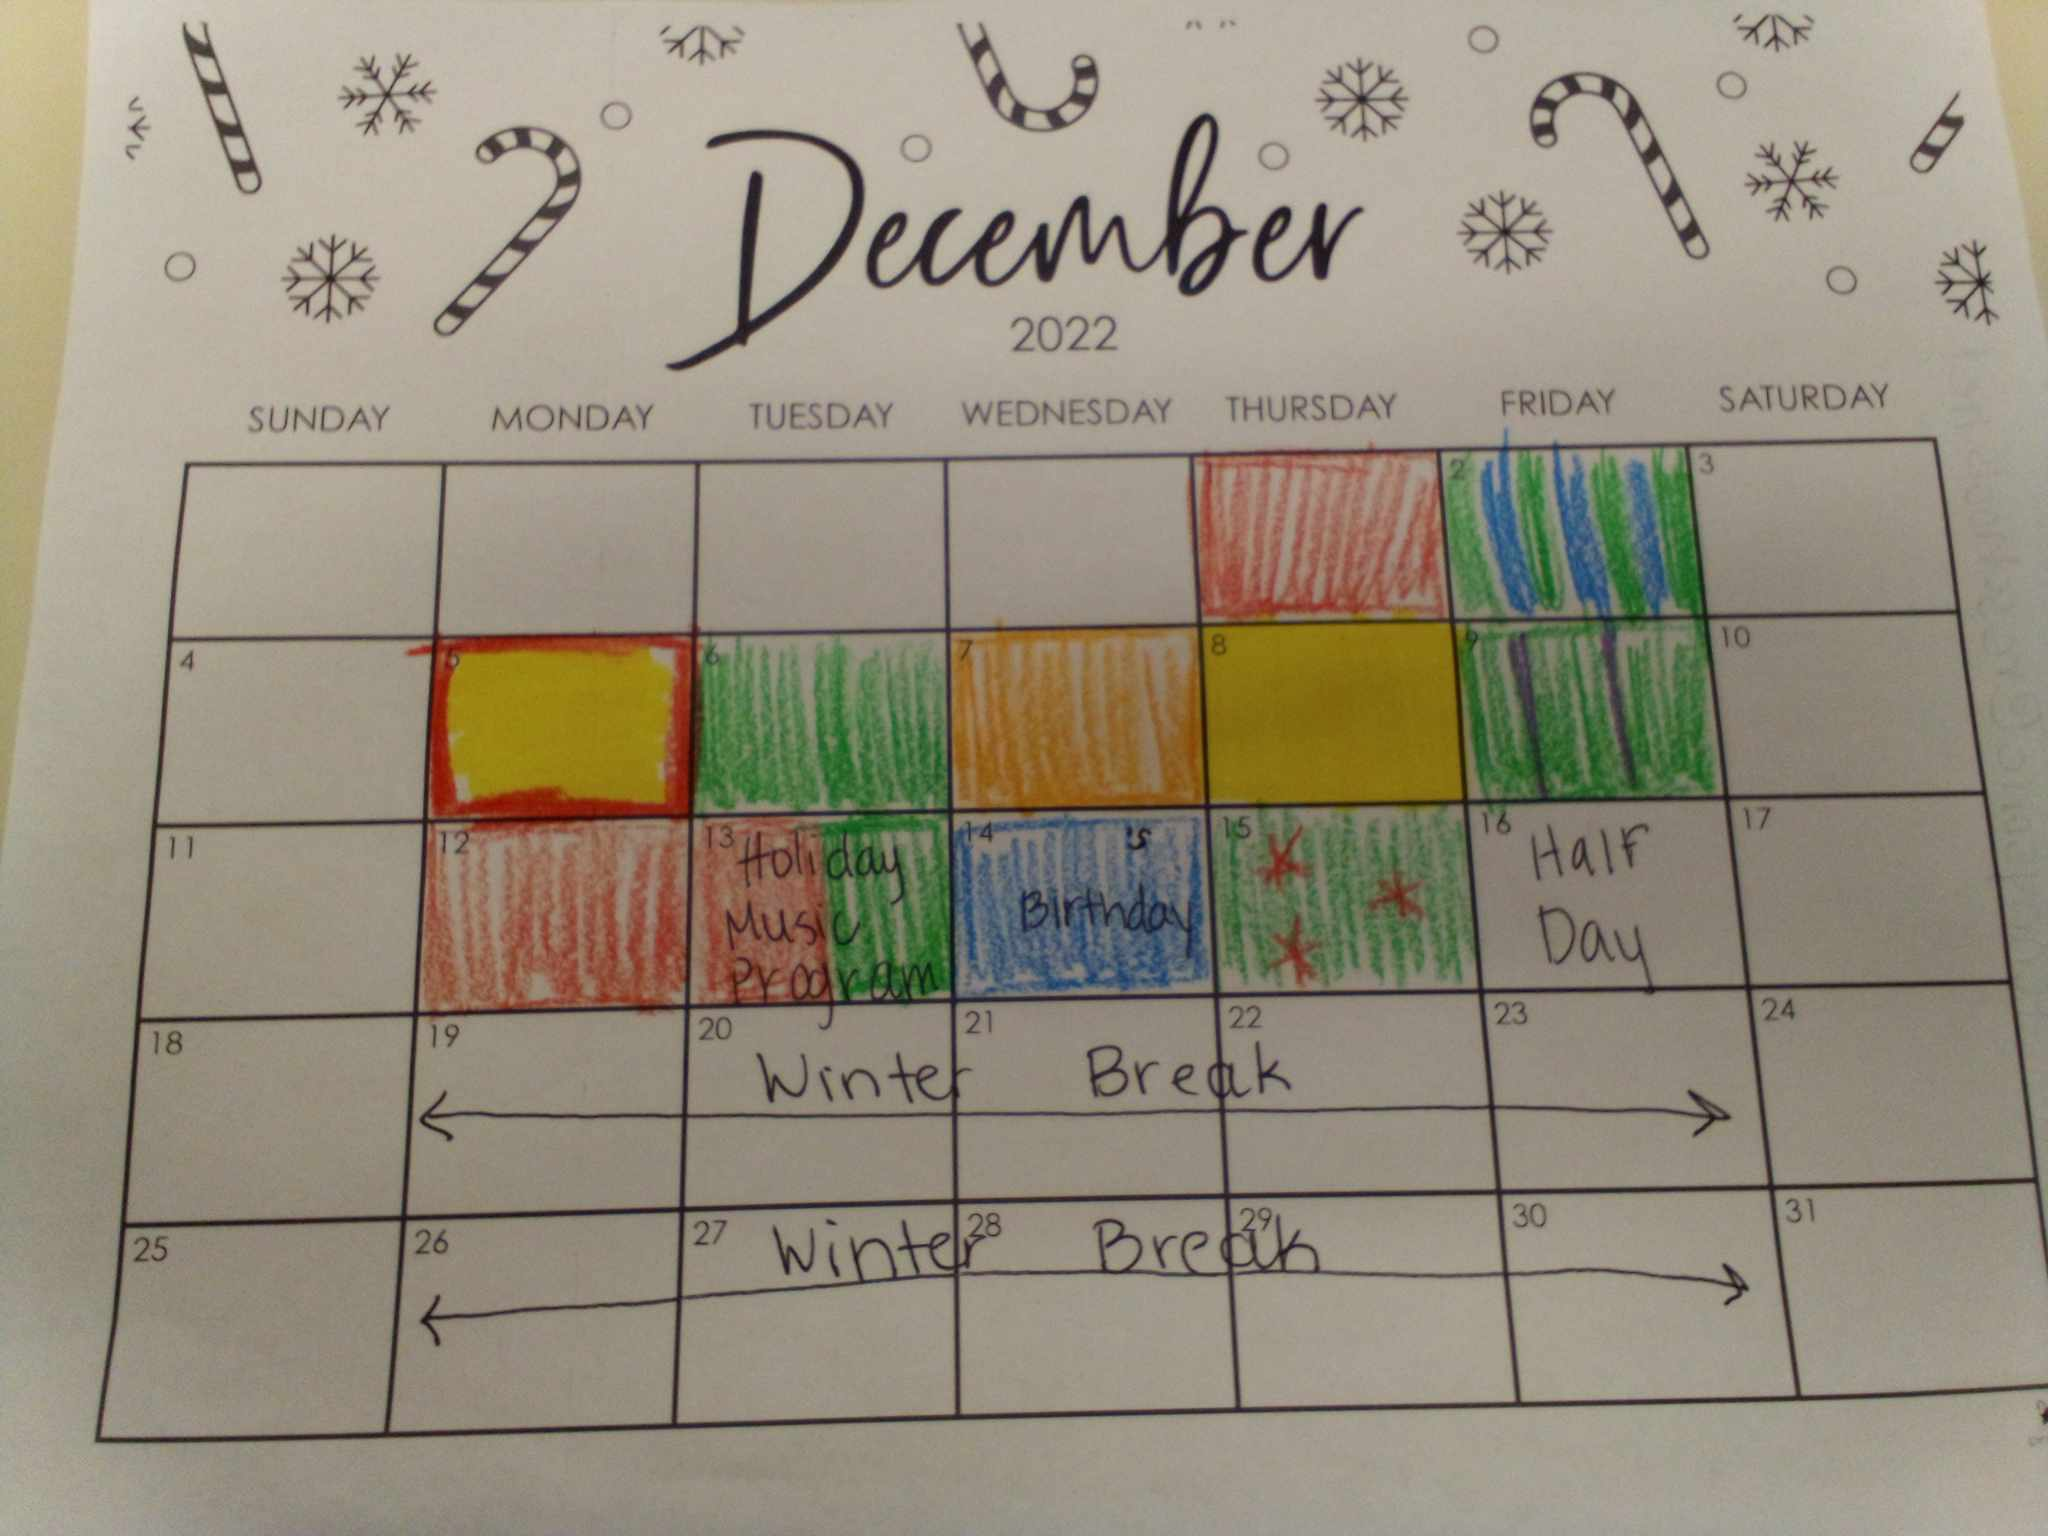 December
2022
SUNDAY MONDAY TUESDAY WEDNESDAY THURSDAY FRIDAY SATURDAY
2 3
4 5 6 7 8 9 10
11 12 13 14 15 16 17
Holiday
Music
Program
's
Birthday
Half
Day
18 19 20 21 22 23 24
Winter Break
25 26 27 28 29 30 31
Winter Break